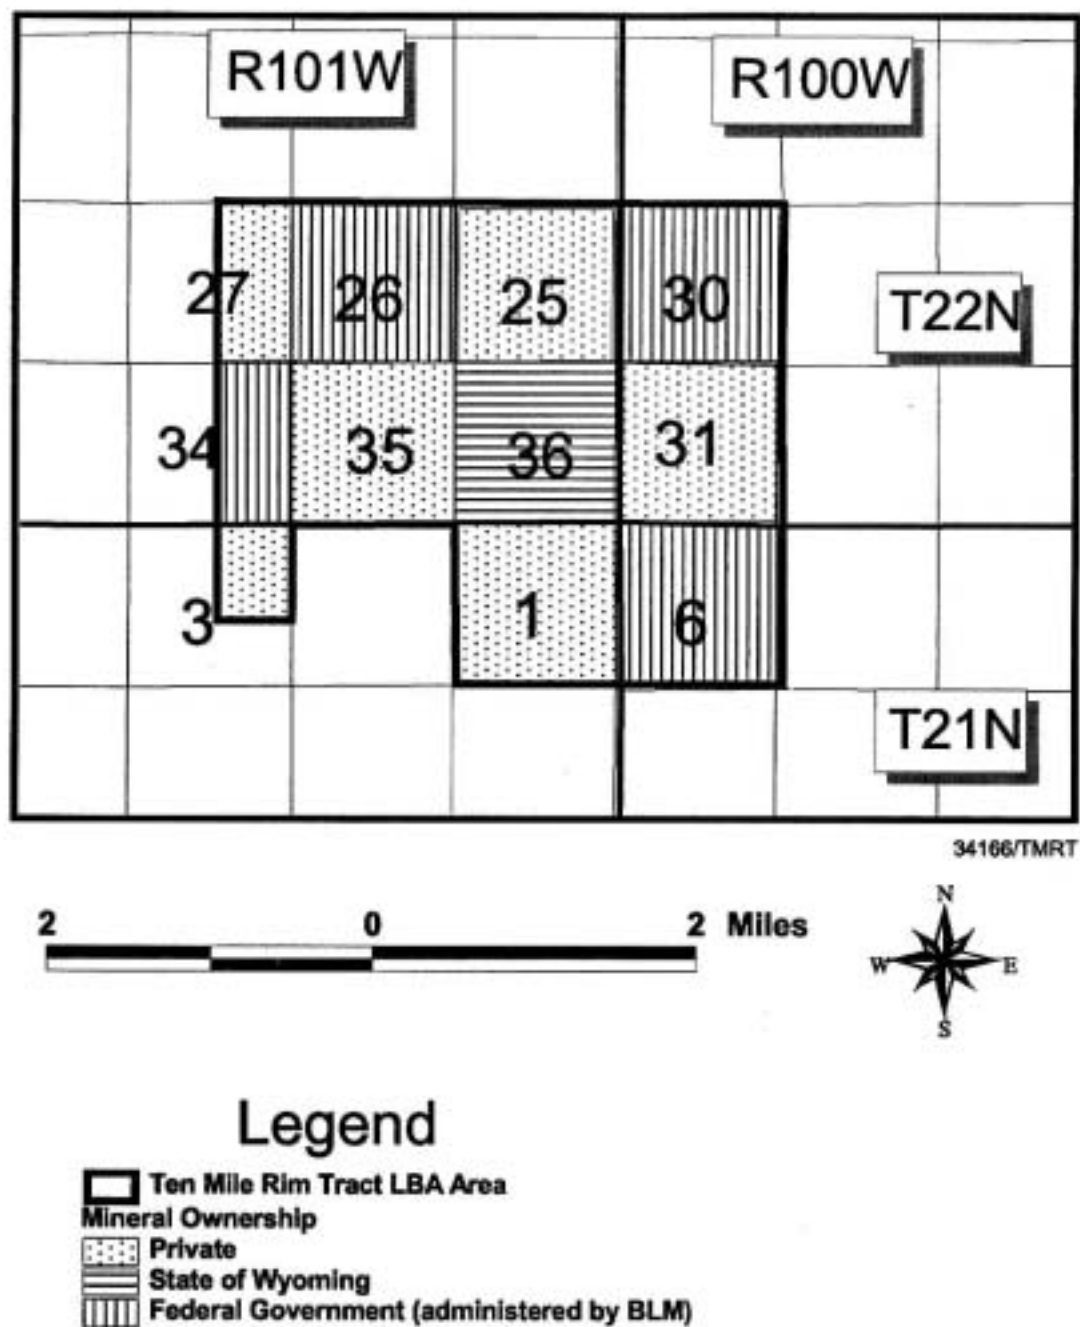 R101W
R100W
27
26
25
30
T22N
34
35
36
31
3
1
6
T21N
34166/TMRT
2 0 2 Miles
N
W E
S
Legend
Ten Mile Rim Tract LBA Area
Mineral Ownership
Private
State of Wyoming
Federal Government (administered by BLM)